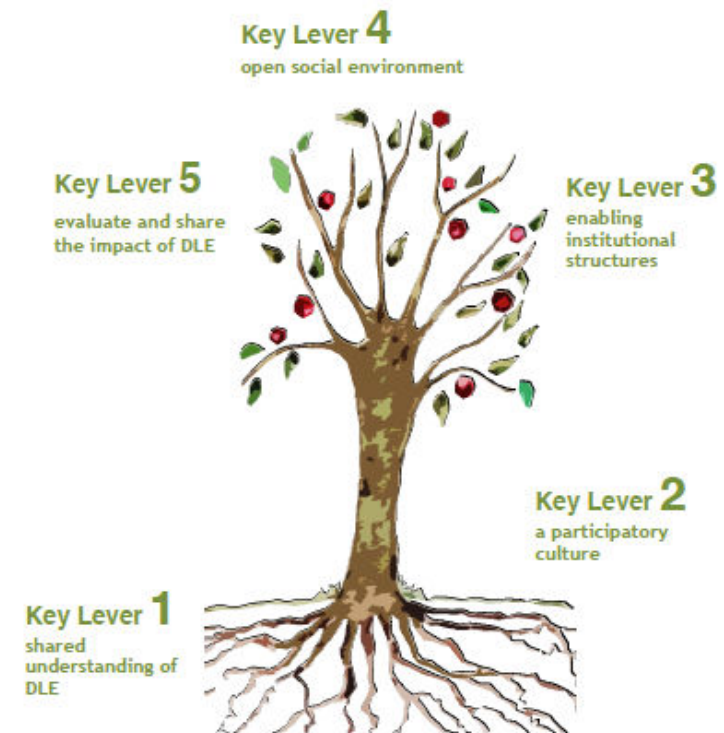 Key Lever 4
open social environment
Key Lever 5
evaluate and share
the impact of DLE
Key Lever 3
enabling
institutional
structures
Key Lever 2
a participatory
culture
Key Lever 1
shared
understanding of
DLE